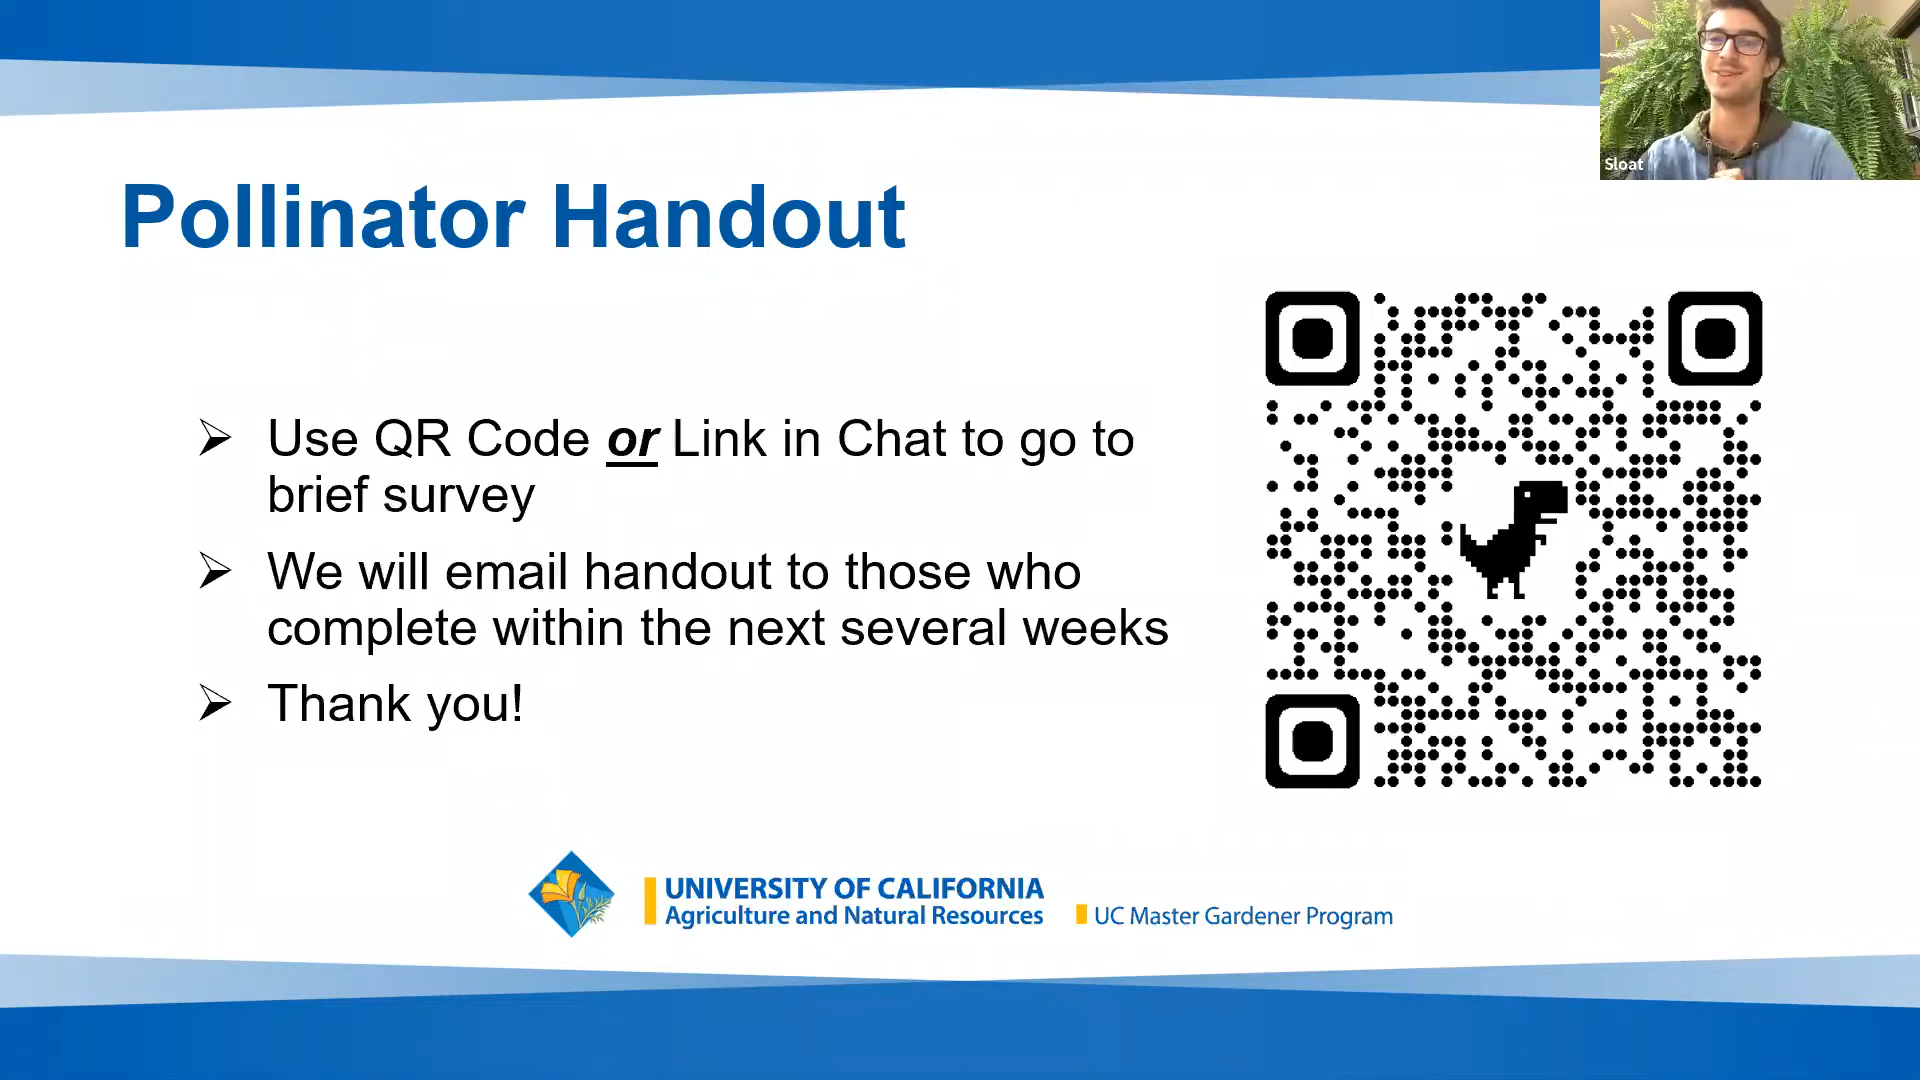 Sloat
Pollinator Handout
Use QR Code or Link in Chat to go to
brief survey
We will email handout to those who
complete within the next several weeks
Thank you!
UNIVERSITY OF CALIFORNIA
Agriculture and Natural Resources
UC Master Gardener Program